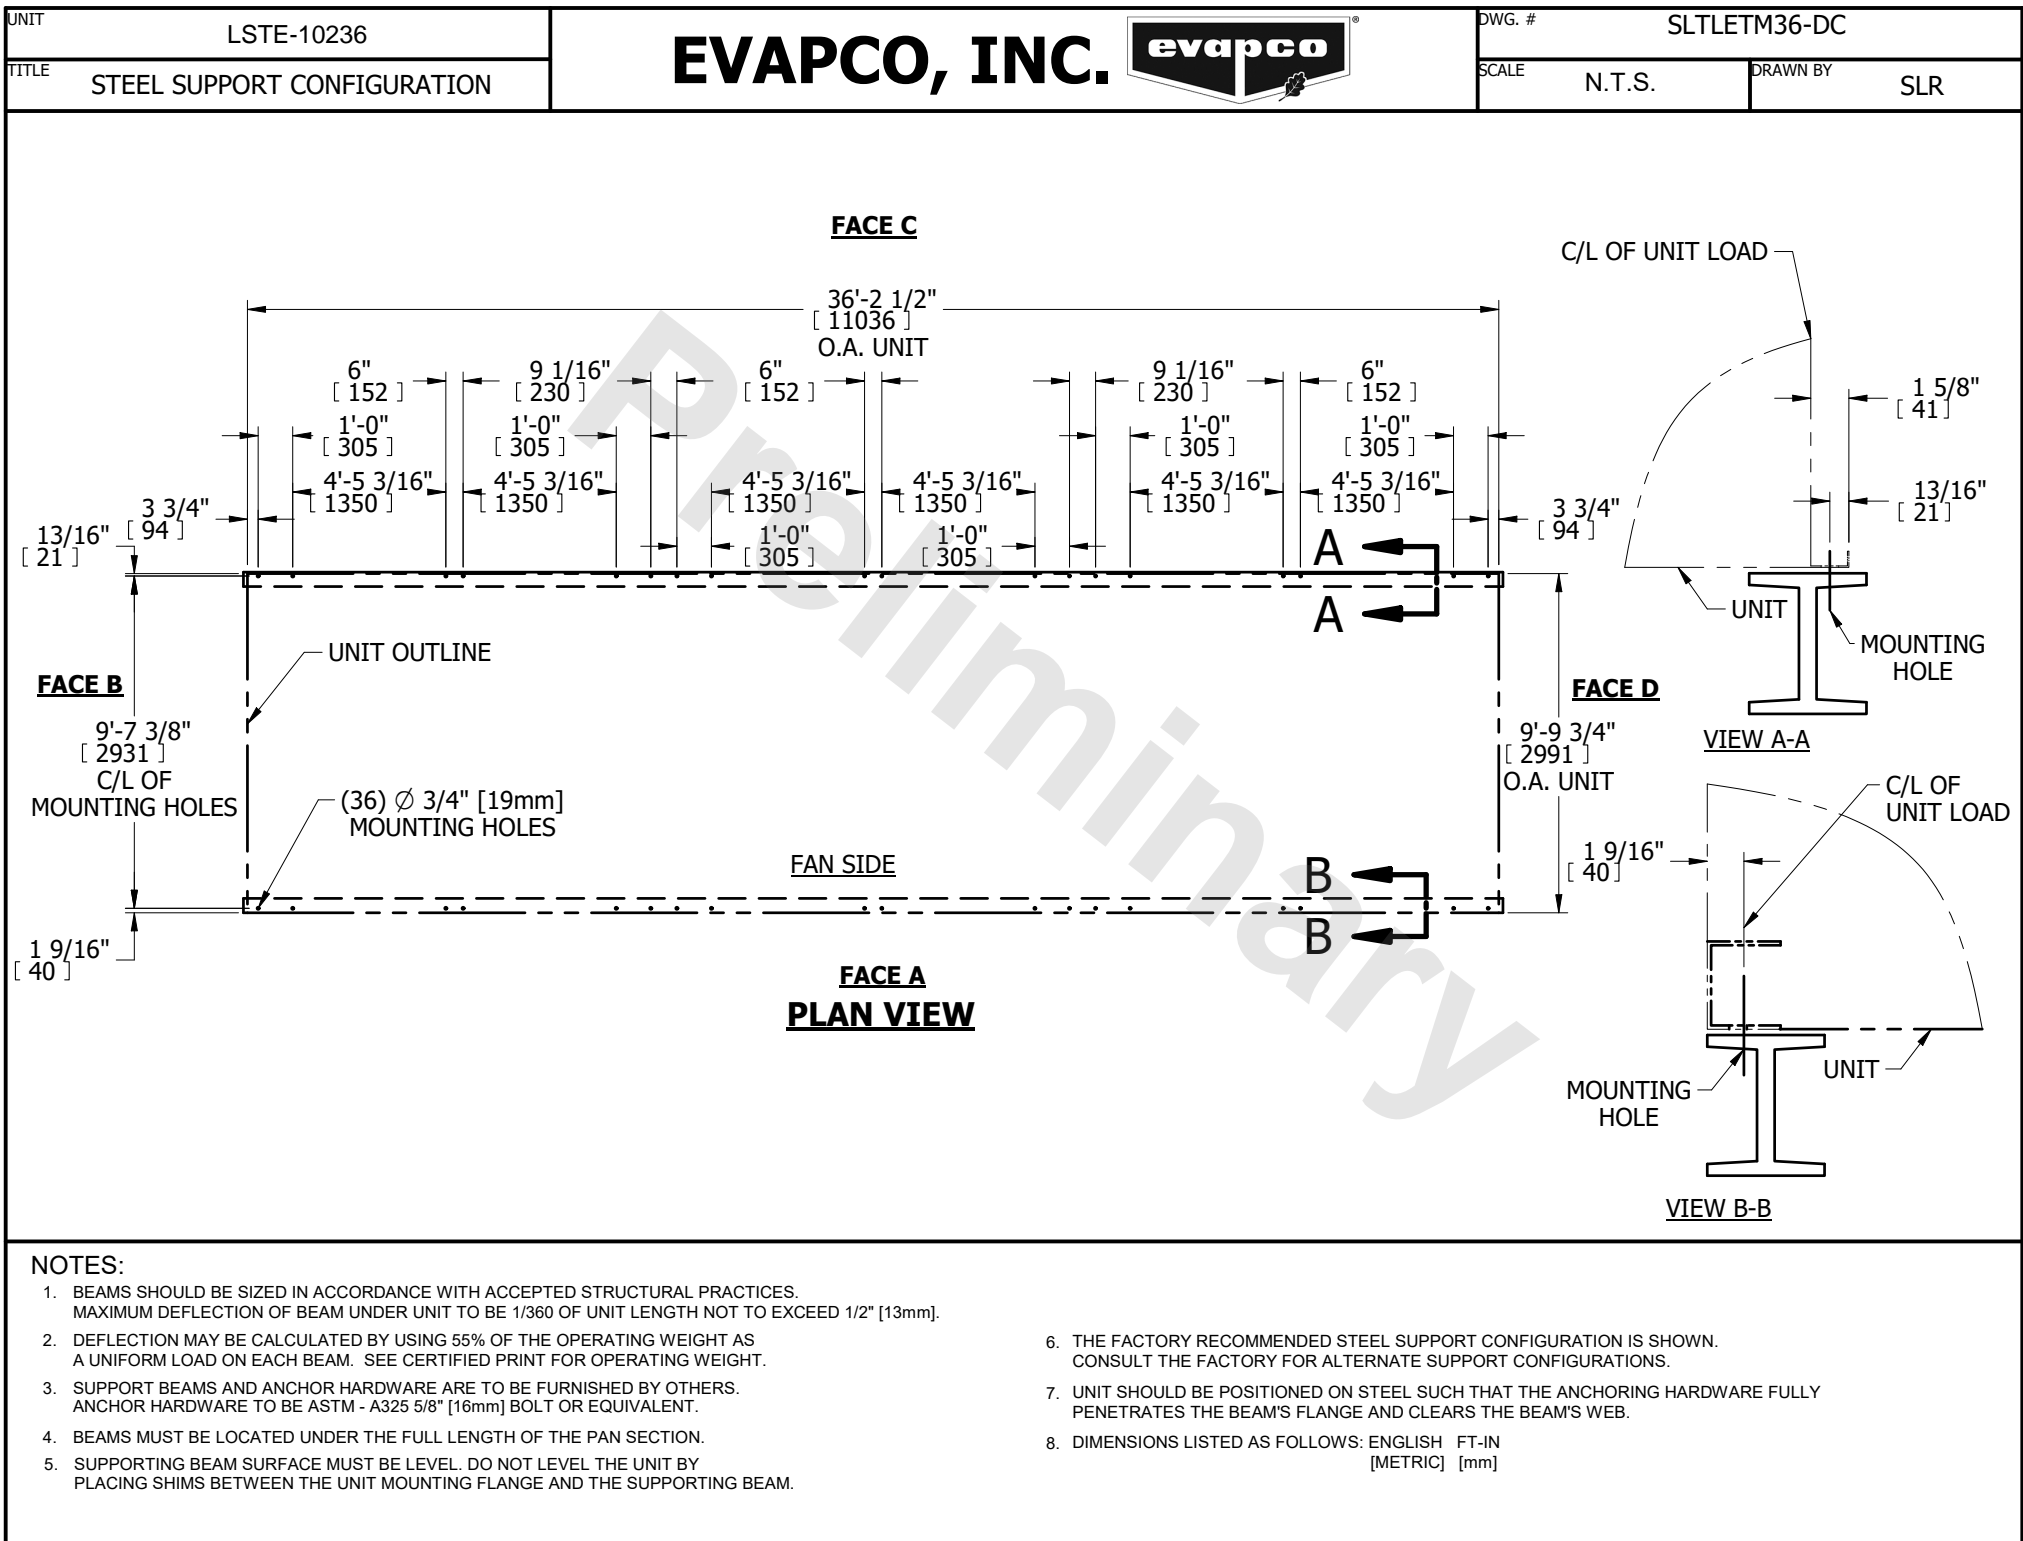 UNIT
LSTE-10236
TITLE
STEEL SUPPORT CONFIGURATION
EVAPCO, INC.
evapco
®
DWG. #
SLTLETM36-DC
SCALE
N.T.S.
DRAWN BY
SLR
FACE C
36'-2 1/2"
[ 11036 ]
O.A. UNIT
6"
[ 152 ]
9 1/16"
[ 230 ]
6"
[ 152 ]
9 1/16"
[ 230 ]
6"
[ 152 ]
1'-0"
[ 305 ]
1'-0"
[ 305 ]
1'-0"
[ 305 ]
1'-0"
[ 305 ]
4'-5 3/16"
[ 1350 ]
4'-5 3/16"
[ 1350 ]
4'-5 3/16"
[ 1350 ]
4'-5 3/16"
[ 1350 ]
4'-5 3/16"
[ 1350 ]
4'-5 3/16"
[ 1350 ]
3 3/4"
[ 94 ]
3 3/4"
[ 94 ]
13/16"
[ 21 ]
1'-0"
[ 305 ]
1'-0"
[ 305 ]
A
A
UNIT OUTLINE
FACE B
9'-7 3/8"
[ 2931 ]
C/L OF
MOUNTING HOLES
(36) Ø 3/4" [19mm]
MOUNTING HOLES
FAN SIDE
B
B
FACE D
9'-9 3/4"
[ 2991 ]
O.A. UNIT
1 9/16"
[ 40 ]
FACE A
PLAN VIEW
Preliminary
C/L OF UNIT LOAD
1 5/8"
[ 41 ]
13/16"
[ 21 ]
UNIT
MOUNTING
HOLE
VIEW A-A
C/L OF
UNIT LOAD
1 9/16"
[ 40 ]
UNIT
MOUNTING
HOLE
VIEW B-B
NOTES:
1. BEAMS SHOULD BE SIZED IN ACCORDANCE WITH ACCEPTED STRUCTURAL PRACTICES.
MAXIMUM DEFLECTION OF BEAM UNDER UNIT TO BE 1/360 OF UNIT LENGTH NOT TO EXCEED 1/2" [13mm].
2. DEFLECTION MAY BE CALCULATED BY USING 55% OF THE OPERATING WEIGHT AS
A UNIFORM LOAD ON EACH BEAM. SEE CERTIFIED PRINT FOR OPERATING WEIGHT.
3. SUPPORT BEAMS AND ANCHOR HARDWARE ARE TO BE FURNISHED BY OTHERS.
ANCHOR HARDWARE TO BE ASTM - A325 5/8" [16mm] BOLT OR EQUIVALENT.
4. BEAMS MUST BE LOCATED UNDER THE FULL LENGTH OF THE PAN SECTION.
5. SUPPORTING BEAM SURFACE MUST BE LEVEL. DO NOT LEVEL THE UNIT BY
PLACING SHIMS BETWEEN THE UNIT MOUNTING FLANGE AND THE SUPPORTING BEAM.
6. THE FACTORY RECOMMENDED STEEL SUPPORT CONFIGURATION IS SHOWN.
CONSULT THE FACTORY FOR ALTERNATE SUPPORT CONFIGURATIONS.
7. UNIT SHOULD BE POSITIONED ON STEEL SUCH THAT THE ANCHORING HARDWARE FULLY
PENETRATES THE BEAM'S FLANGE AND CLEARS THE BEAM'S WEB.
8. DIMENSIONS LISTED AS FOLLOWS: ENGLISH FT-IN
[METRIC] [mm]